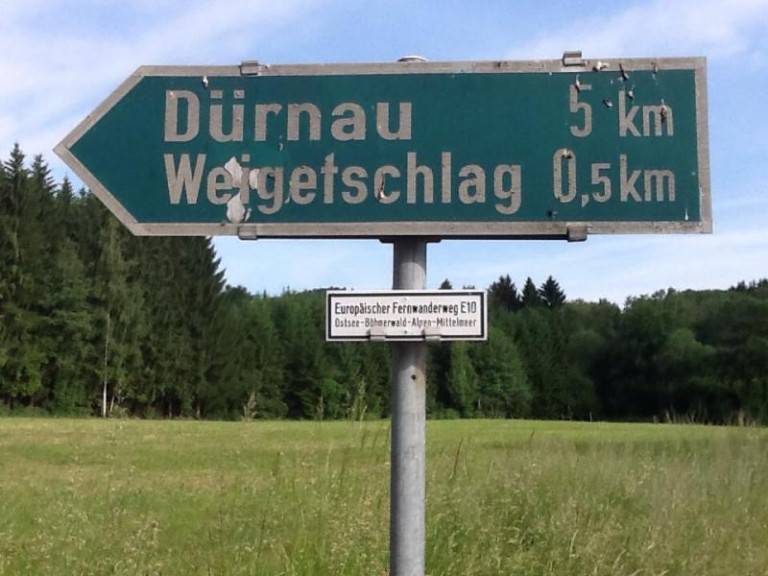 Dürnau 5 km
Weigetschlag 0,5 km
Europäischer Fernwanderweg E10
Ostsee-Böhmerwald-Alpen-Mittelmeer